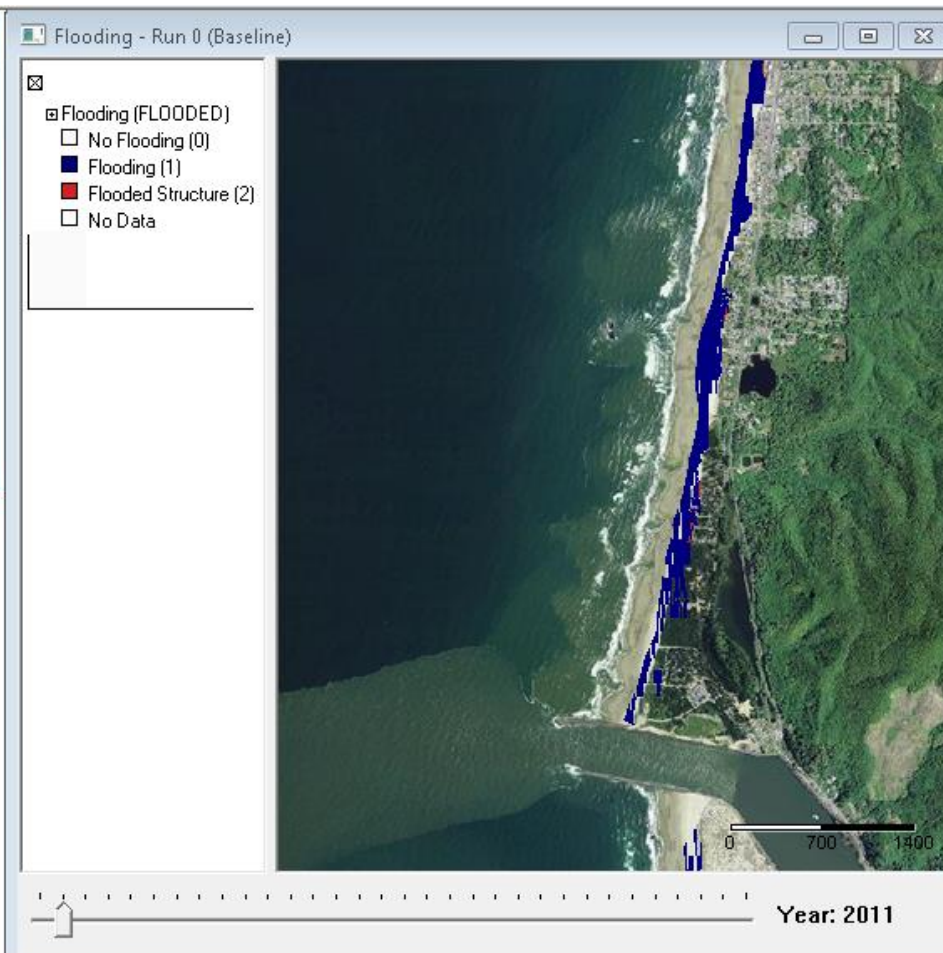 Flooding - Run 0 (Baseline)
Flooding (FLOODED)
No Flooding (0)
Flooding (1)
Flooded Structure (2)
No Data
0 700 1400
Year: 2011